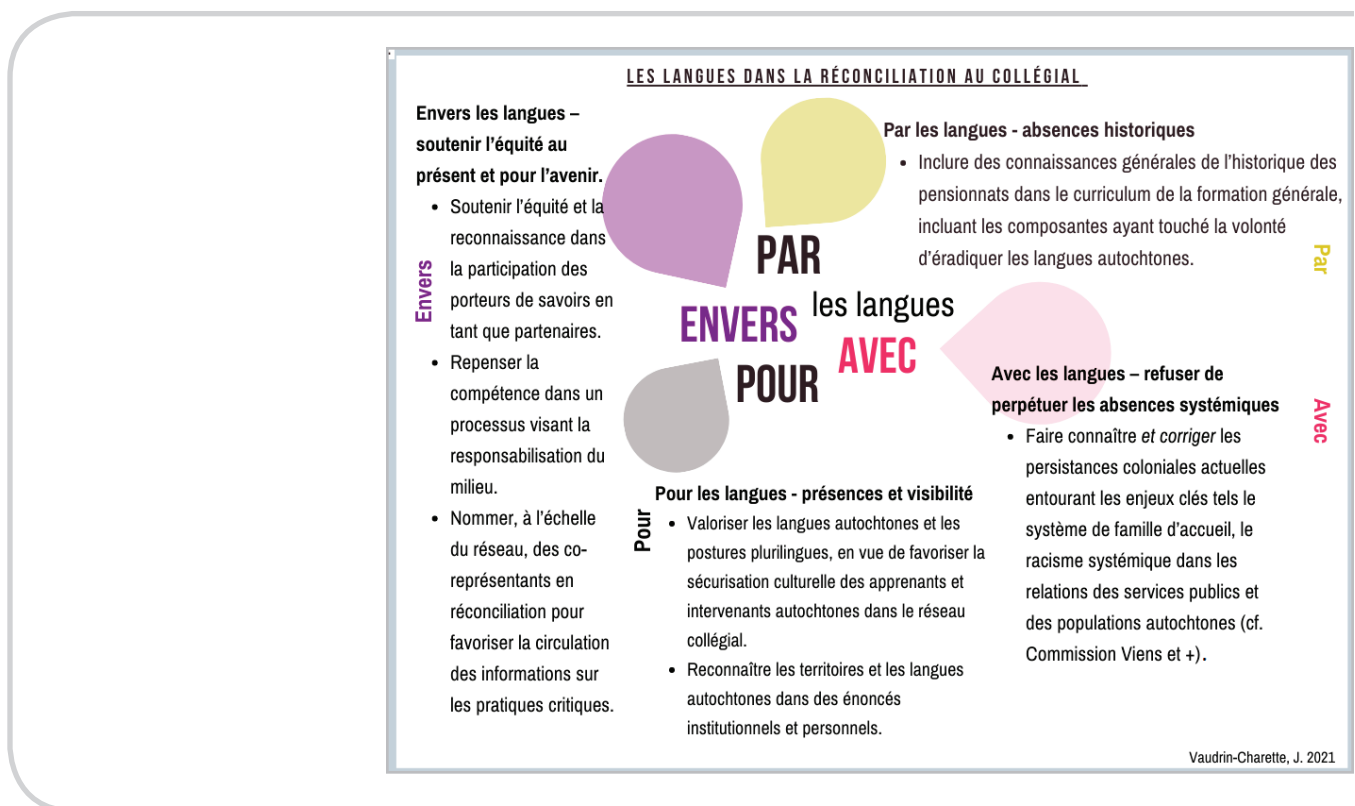 LES LANGUES DANS LA RÉCONCILIATION AU COLLÉGIAL
Envers les langues –
soutenir l'équité au
présent et pour l'avenir.
• Soutenir l'équité et la
reconnaissance dans
la participation des
porteurs de savoirs en
tant que partenaires.
• Repenser la
compétence dans un
processus visant la
responsabilisation du
milieu.
• Nommer, à l'échelle
du réseau, des co-
représentants en
réconciliation pour
favoriser la circulation
des informations sur
les pratiques critiques.
Envers
PAR
ENVERS
les langues
AVEC
POUR
Par les langues - absences historiques
• Inclure des connaissances générales de l'historique des
pensionnats dans le curriculum de la formation générale,
incluant les composantes ayant touché la volonté
d'éradiquer les langues autochtones.
Par
Avec les langues – refuser de
perpétuer les absences systémiques
• Faire connaître et corriger les
persistances coloniales actuelles
entourant les enjeux clés tels le
système de famille d'accueil, le
racisme systémique dans les
relations des services publics et
des populations autochtones (cf.
Commission Viens et +).
Avec
Pour les langues - présences et visibilité
• Valoriser les langues autochtones et les
postures plurilingues, en vue de favoriser la
sécurisation culturelle des apprenants et
intervenants autochtones dans le réseau
collégial.
• Reconnaître les territoires et les langues
autochtones dans des énoncés
institutionnels et personnels.
Pour
Vaudrin-Charette, J. 2021